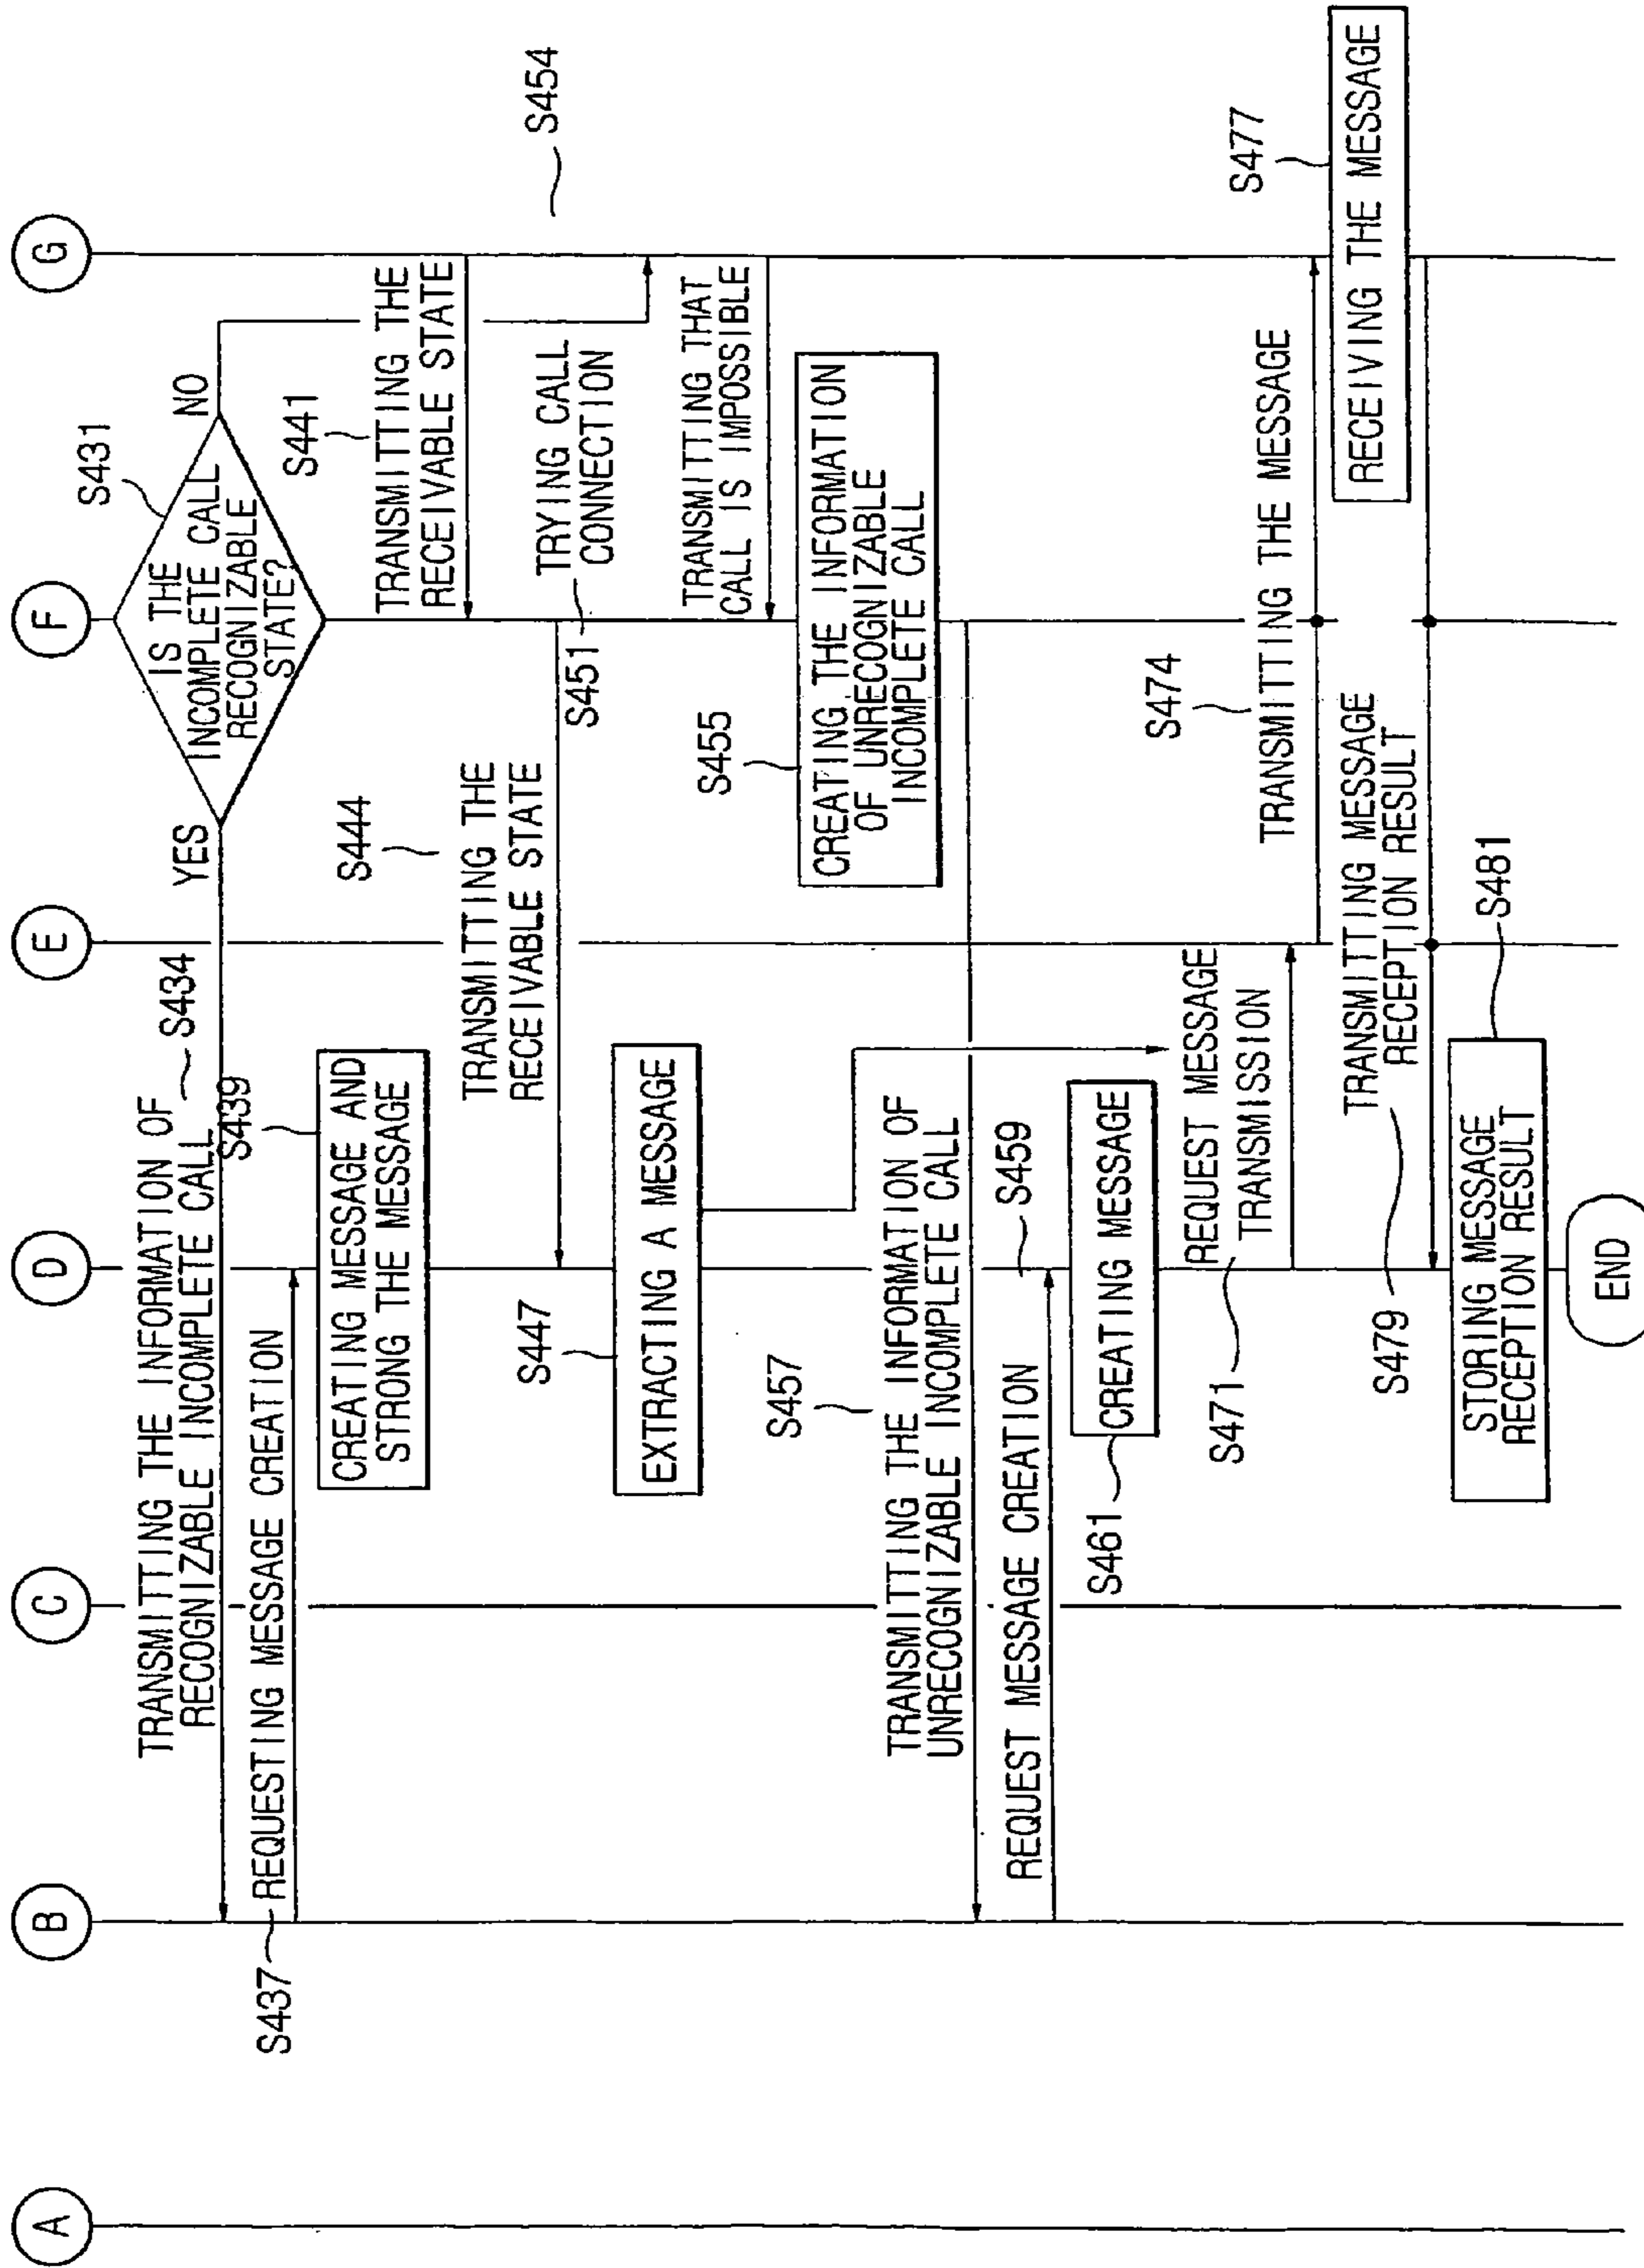 A
B
C
D
E
F
G
IS THE
INCOMPLETE CALL
RECOGNIZABLE
STATE?
S431
YES
NO
TRANSMITTING THE INFORMATION OF
RECOGNIZABLE INCOMPLETE CALL
S434
S437
REQUESTING MESSAGE CREATION
S439
CREATING MESSAGE AND
STRONG THE MESSAGE
S441
TRANSMITTING THE
RECEIVABLE STATE
S444
TRANSMITTING THE
RECEIVABLE STATE
S447
EXTRACTING A MESSAGE
S451
TRYING CALL
CONNECTION
S454
TRANSMITTING THAT
CALL IS IMPOSSIBLE
S455
CREATING THE INFORMATION
OF UNRECOGNIZABLE
INCOMPLETE CALL
S457
TRANSMITTING THE INFORMATION OF
UNRECOGNIZABLE INCOMPLETE CALL
REQUEST MESSAGE CREATION
S459
S461
CREATING MESSAGE
S471
REQUEST MESSAGE
TRANSMISSION
S474
TRANSMITTING THE MESSAGE
S477
RECEIVING THE MESSAGE
S479
TRANSMITTING MESSAGE
RECEPTION RESULT
S481
STORING MESSAGE
RECEPTION RESULT
END